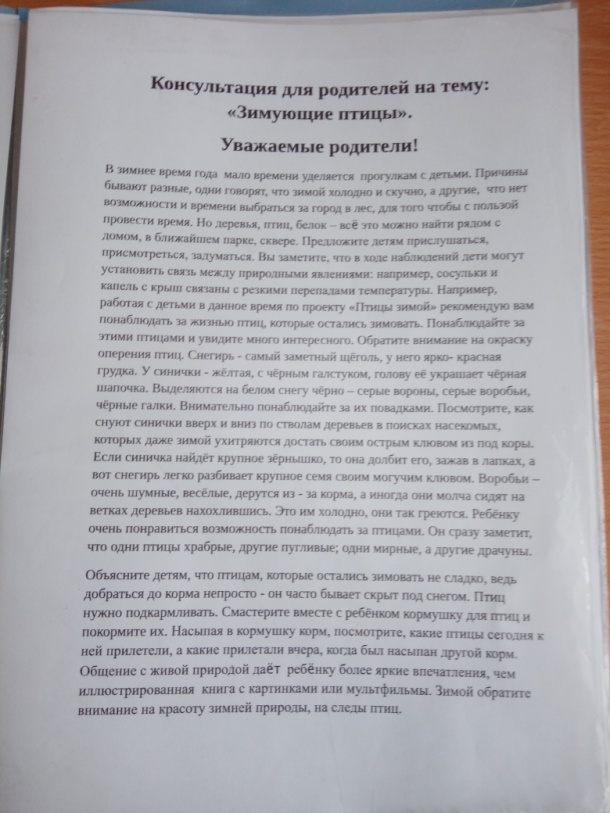 Консультация для родителей на тему:
«Зимующие птицы».
Уважаемые родители!
В зимнее время года мало времени уделяется прогулкам с детьми. Причины
бывают разные, одни говорят, что зимой холодно и скучно, а другие, что нет
возможности и времени выбраться за город в лес, для того чтобы с пользой
провести время. Но деревья, птиц, белок – всё это можно найти рядом с
домом, в ближайшем парке, сквере. Предложите детям прислушаться,
присмотреться, задуматься. Вы заметите, что в ходе наблюдений дети могут
установить связь между природными явлениями: например, сосульки и
капель с крыш связаны с резкими перепадами температуры. Например,
работая с детьми в данное время по проекту «Птицы зимой» рекомендую вам
понаблюдать за жизнью птиц, которые остались зимовать. Понаблюдайте за
этими птицами и увидите много интересного. Обратите внимание на окраску
оперения птиц. Снегирь - самый заметный щёголь, у него ярко- красная
грудка. У синички - жёлтая, с чёрным галстуком, голову её украшает чёрная
шапочка. Выделяются на белом снегу чёрно – серые вороны, серые воробьи,
чёрные галки. Внимательно понаблюдайте за их повадками. Посмотрите, как
снуют синички вверх и вниз по стволам деревьев в поисках насекомых,
которых даже зимой ухитряются достать своим острым клювом из под коры.
Если синичка найдёт крупное зёрнышко, то она долбит его, зажав в лапках, а
вот снегирь легко разбивает крупное семя своим могучим клювом. Воробьи –
очень шумные, весёлые, дерутся из - за корма, а иногда они молча сидят на
ветках деревьев нахохлившись. Это им холодно, они так греются. Ребёнку
очень понравиться возможность понаблюдать за птицами. Он сразу заметит,
что одни птицы храбрые, другие пугливые; одни мирные, а другие драчуны.
Объясните детям, что птицам, которые остались зимовать не сладко, ведь
добраться до корма непросто - он часто бывает скрыт под снегом. Птиц
нужно подкармливать. Смастерите вместе с ребёнком кормушку для птиц и
покормите их. Насыпая в кормушку корм, посмотрите, какие птицы сегодня к
ней прилетели, а какие прилетали вчера, когда был насыпан другой корм.
Общение с живой природой даёт ребёнку более яркие впечатления, чем
иллюстрированная книга с картинками или мультфильмы. Зимой обратите
внимание на красоту зимней природы, на следы птиц.